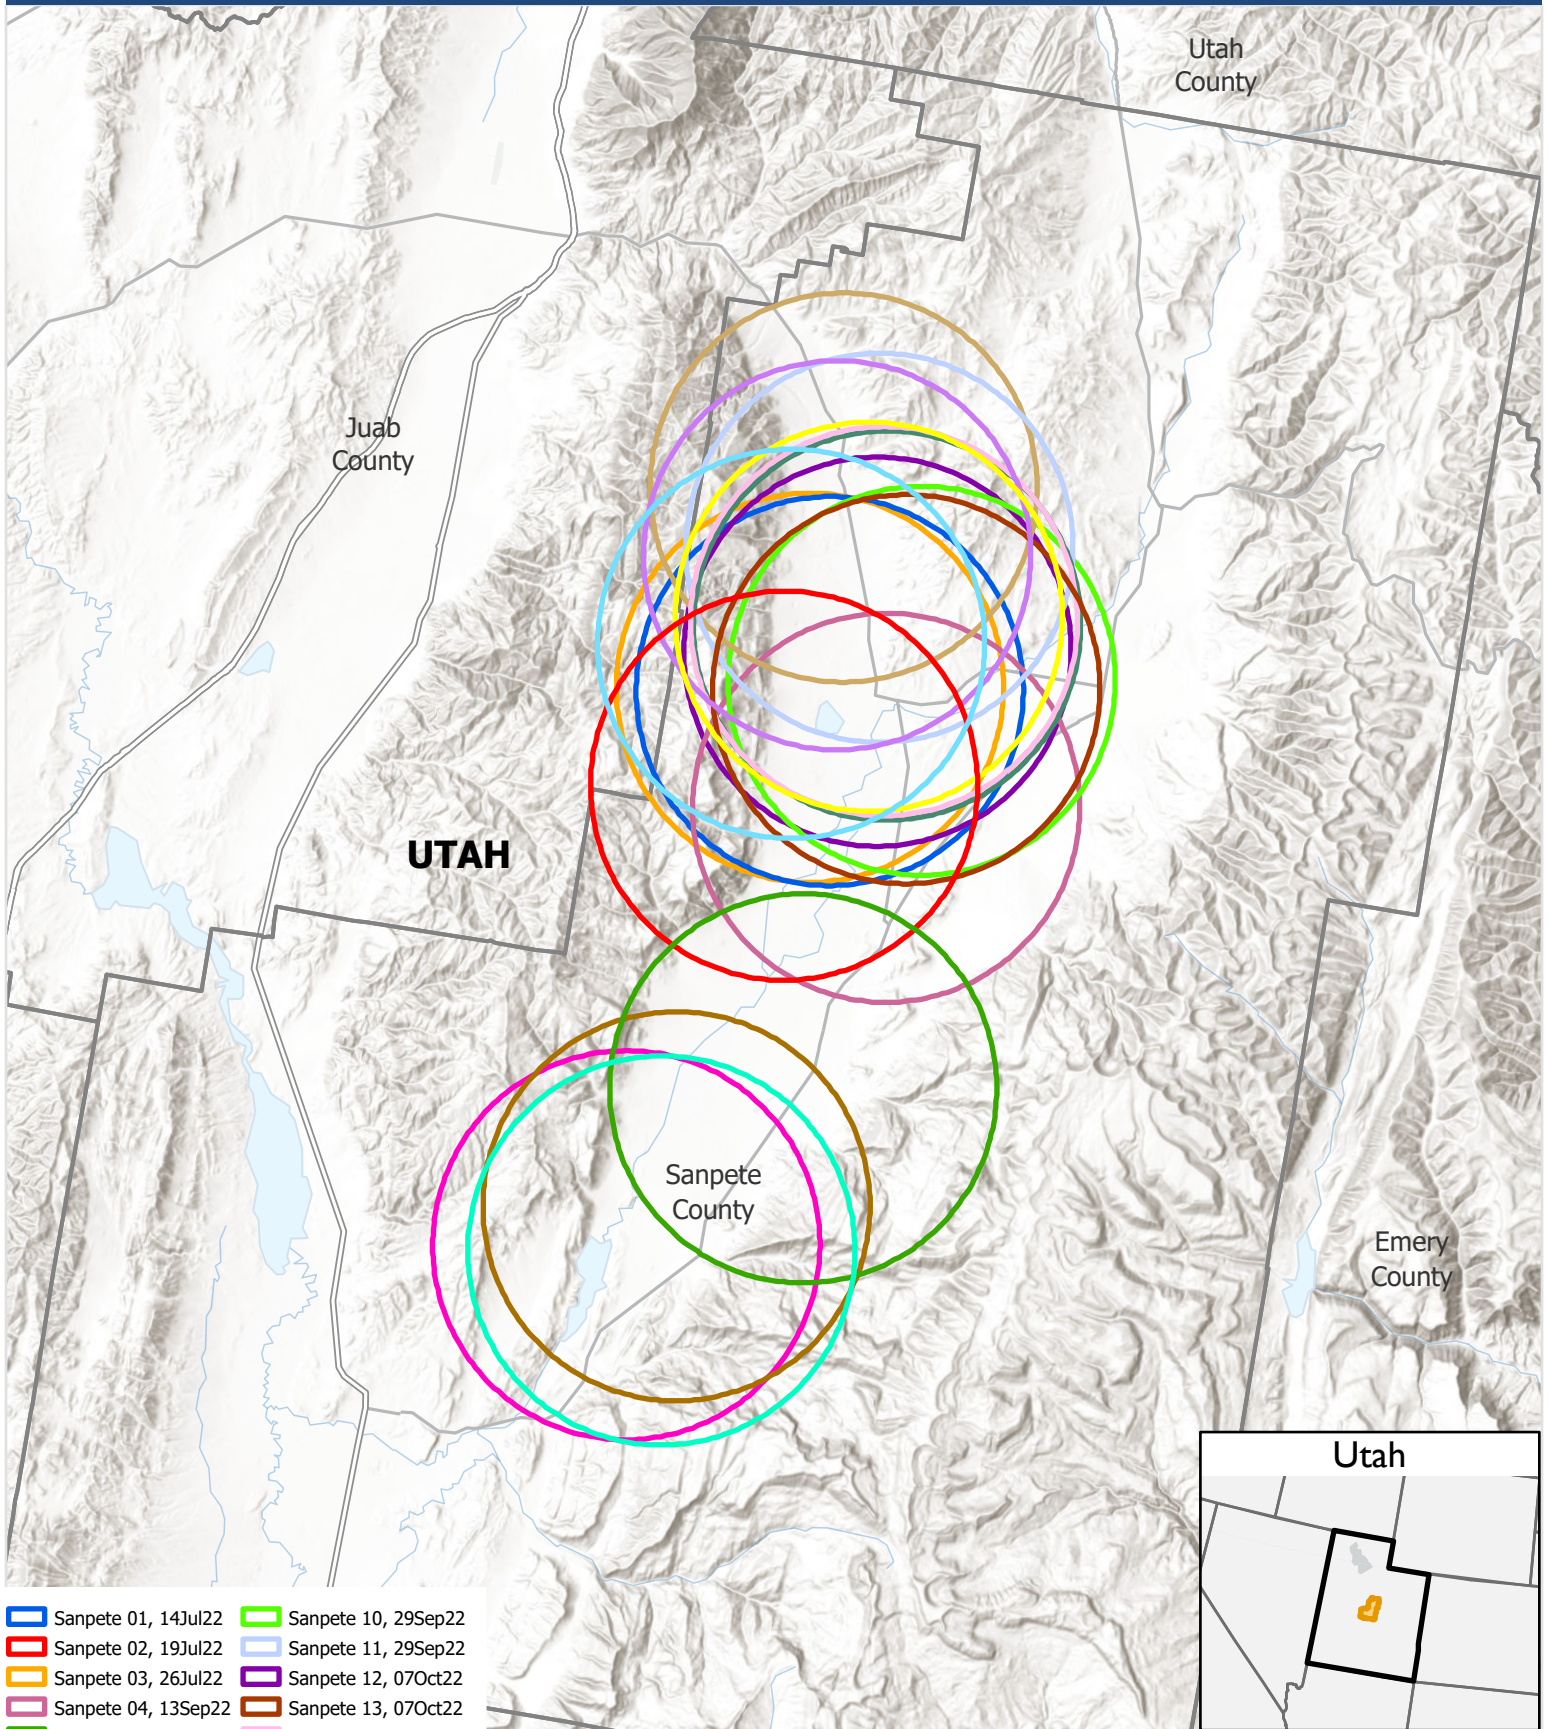 Utah
County
Juab
County
UTAH
Sanpete
County
Emery
County
Utah
Sanpete 01, 14Jul22
Sanpete 10, 29Sep22
Sanpete 02, 19Jul22
Sanpete 11, 29Sep22
Sanpete 03, 26Jul22
Sanpete 12, 07Oct22
Sanpete 04, 13Sep22
Sanpete 13, 07Oct22